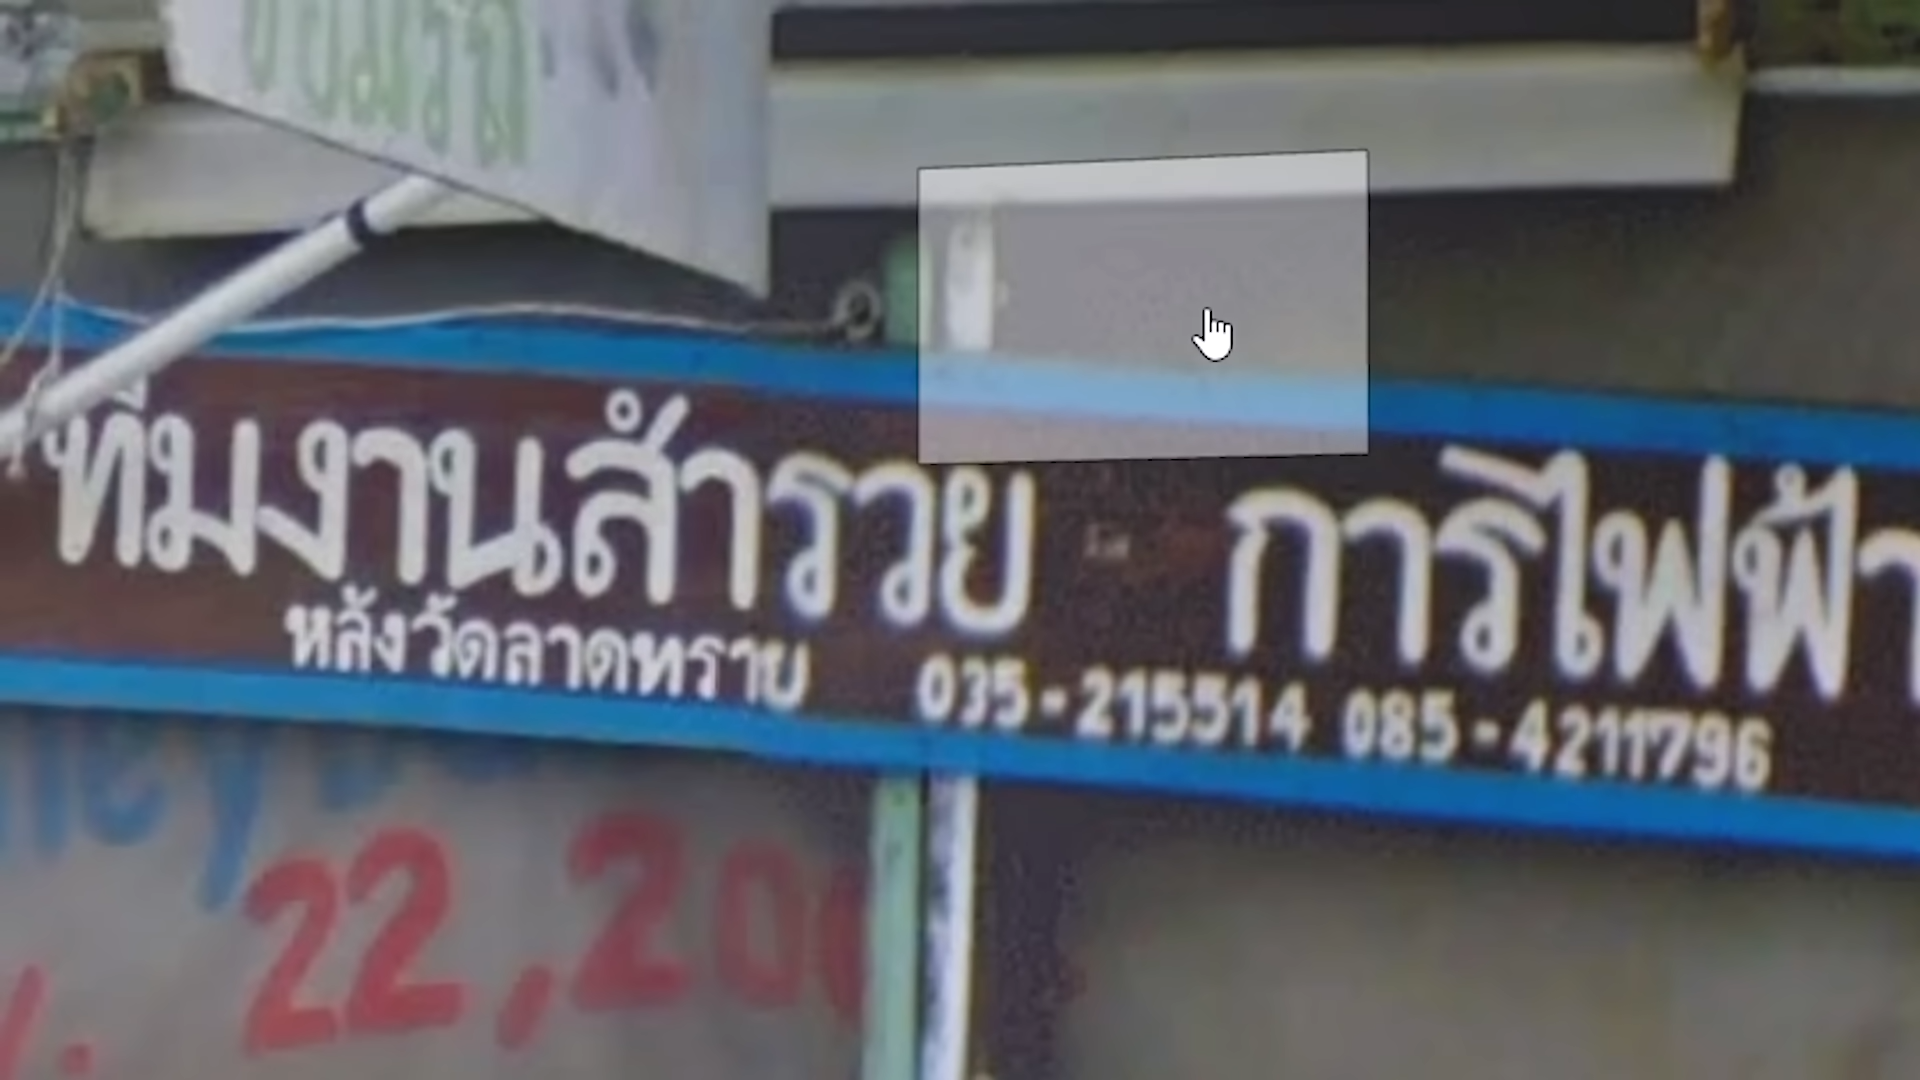 ทีมงานสำรวย การไฟฟ้า
หลังวัดลาดทราย 035-215514 085-4211796
22,20